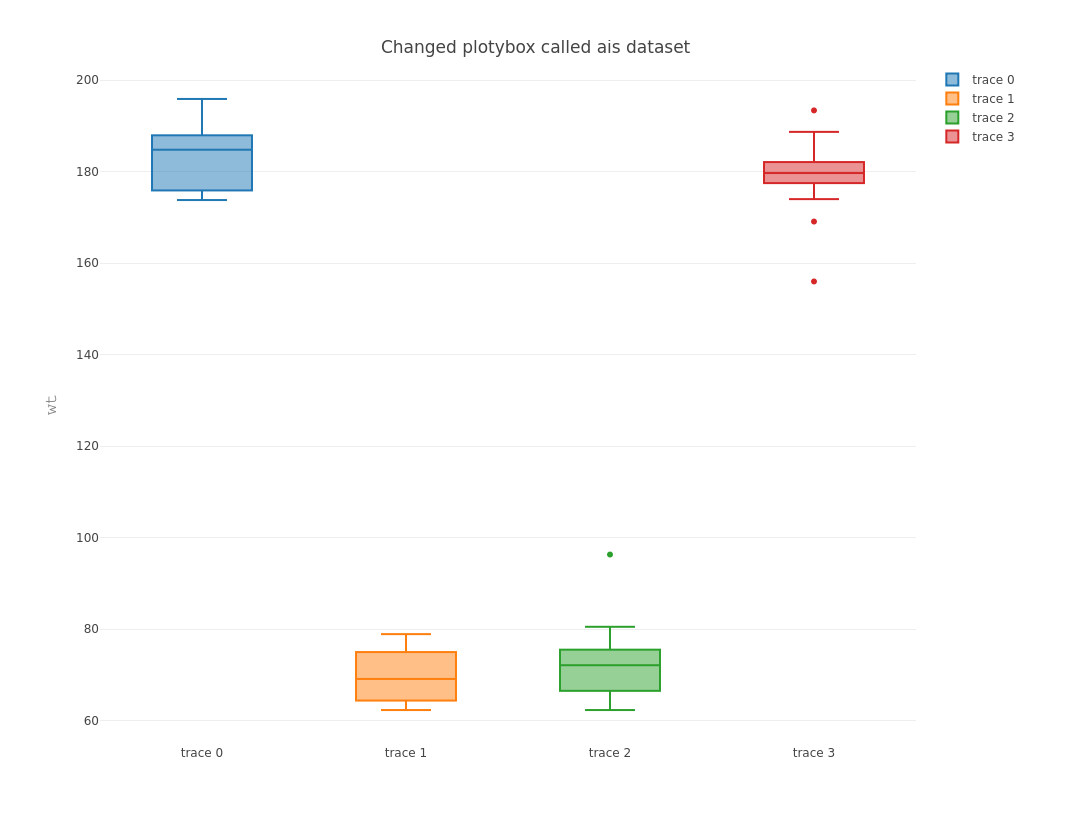 Changed plotybox called ais dataset
200
180
160
140
120
100
80
60
wt
trace 0
trace 1
trace 2
trace 3
trace 0
trace 1
trace 2
trace 3